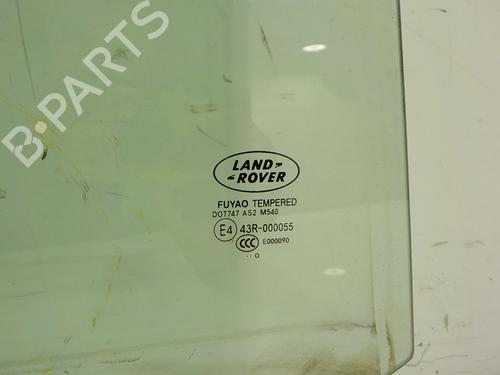 B-PARTS
LAND-
-ROVER
FUYAO TEMPERED
DOT747 AS2 M540
E4 43R-000055
CCC E000090